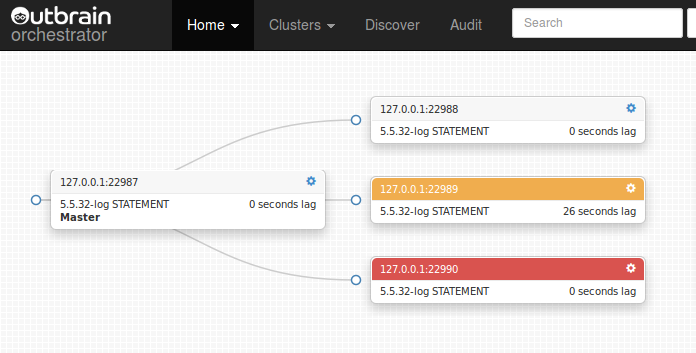 Outbrain
orchestrator
Home
Clusters
Discover
Audit
Search
127.0.0.1:22988
5.5.32-log STATEMENT 0 seconds lag
127.0.0.1:22987
5.5.32-log STATEMENT 0 seconds lag
Master
127.0.0.1:22989
5.5.32-log STATEMENT 26 seconds lag
127.0.0.1:22990
5.5.32-log STATEMENT 0 seconds lag